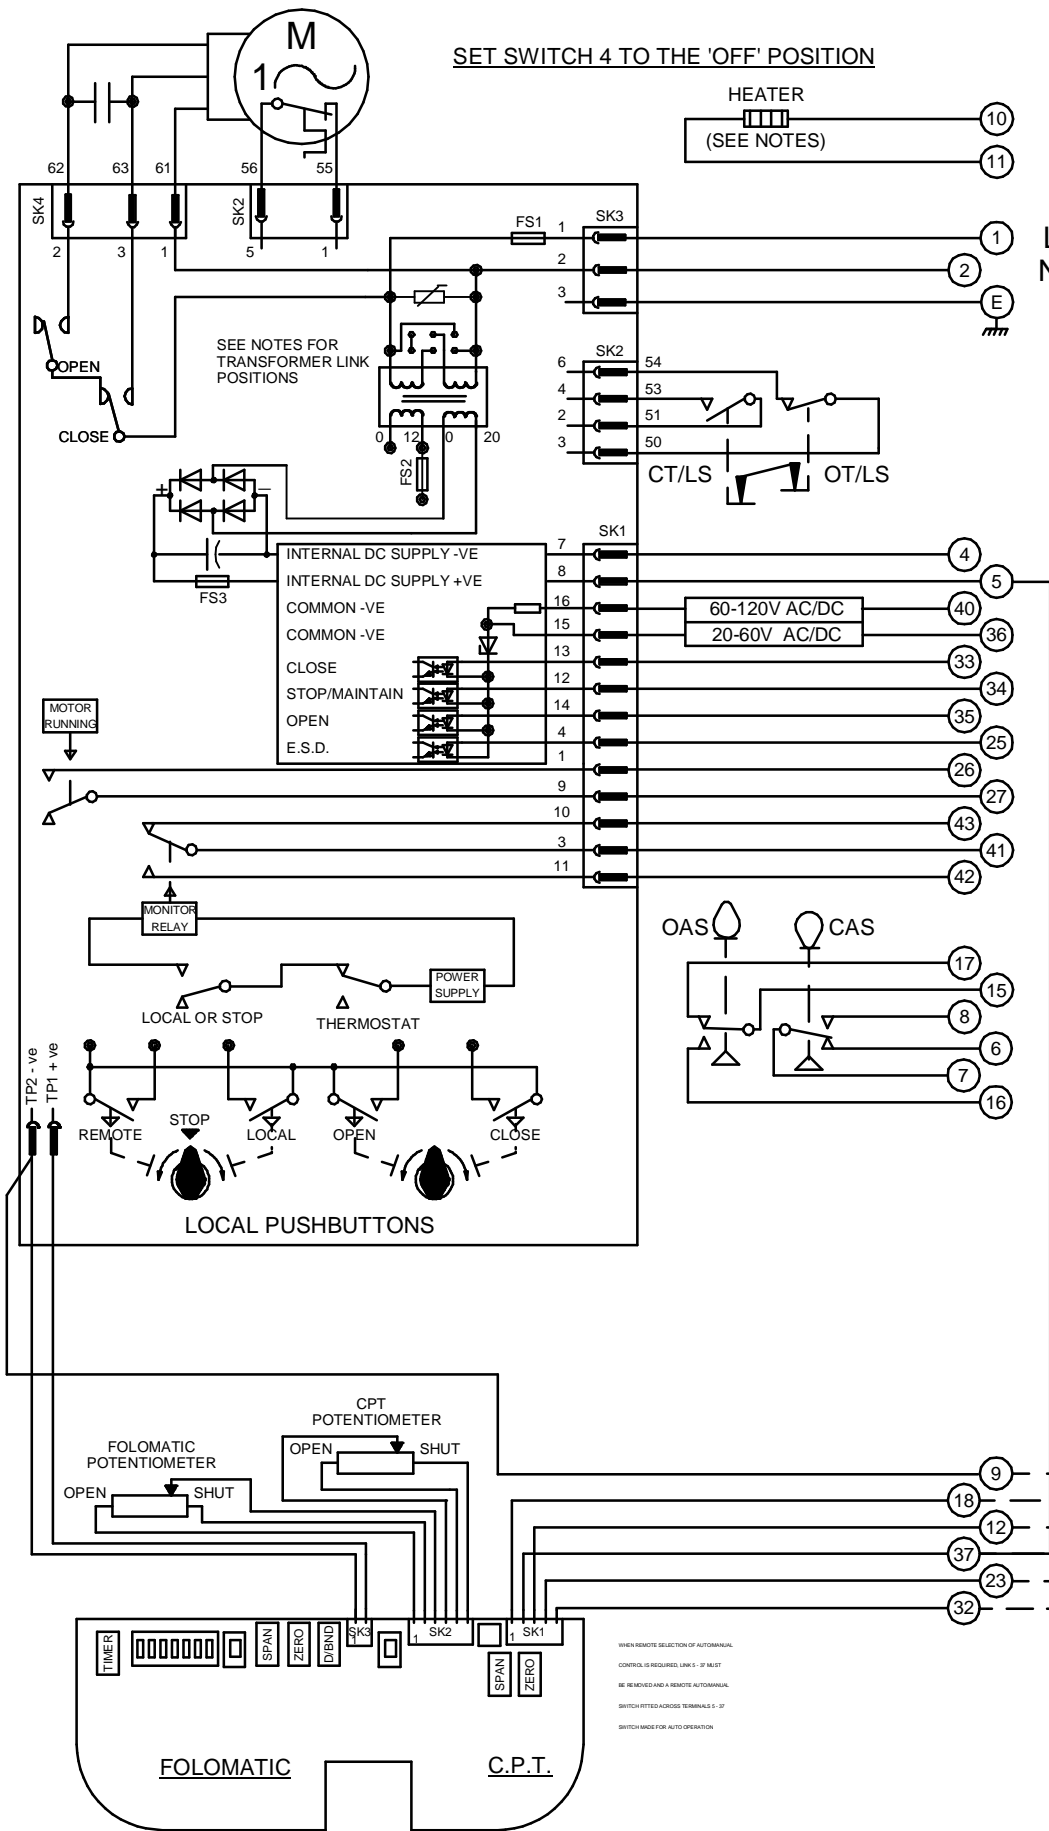 M
1
SET SWITCH 4 TO THE 'OFF' POSITION
HEATER
(SEE NOTES)
10
11
62
63
61
56
55
SK4
SK2
2
3
1
5
1
FS1
SK3
1
2
3
1
2
E
L
N
SEE NOTES FOR
TRANSFORMER LINK
POSITIONS
OPEN
CLOSE
0
12
0
20
FS2
SK2
6
54
4
53
2
51
3
50
CT/LS
OT/LS
+
–
FS3
SK1
INTERNAL DC SUPPLY -VE
7
4
INTERNAL DC SUPPLY +VE
8
5
COMMON -VE
16
60-120V AC/DC
40
COMMON -VE
15
20-60V AC/DC
36
CLOSE
13
33
STOP/MAINTAIN
12
34
OPEN
14
35
E.S.D.
4
25
1
26
9
27
10
43
3
41
11
42
MOTOR
RUNNING
MONITOR
RELAY
POWER
SUPPLY
LOCAL OR STOP
THERMOSTAT
OAS
CAS
17
15
8
6
7
16
TP2 - ve
TP1 + ve
REMOTE
STOP
LOCAL
OPEN
CLOSE
LOCAL PUSHBUTTONS
CPT
POTENTIOMETER
OPEN
SHUT
FOLOMATIC
POTENTIOMETER
OPEN
SHUT
9
18
12
37
23
32
TIMER
SPAN
ZERO
D/BND
SK3
1
SK2
1
SK1
1
SPAN
ZERO
WHEN REMOTE SELECTION OF AUTO/MANUAL
CONTROL IS REQUIRED, LINK 5 - 37 MUST
BE REMOVED AND A REMOTE AUTO/MANUAL
SWITCH FITTED ACROSS TERMINALS 5 - 37
SWITCH MADE FOR AUTO OPERATION
FOLOMATIC
C.P.T.